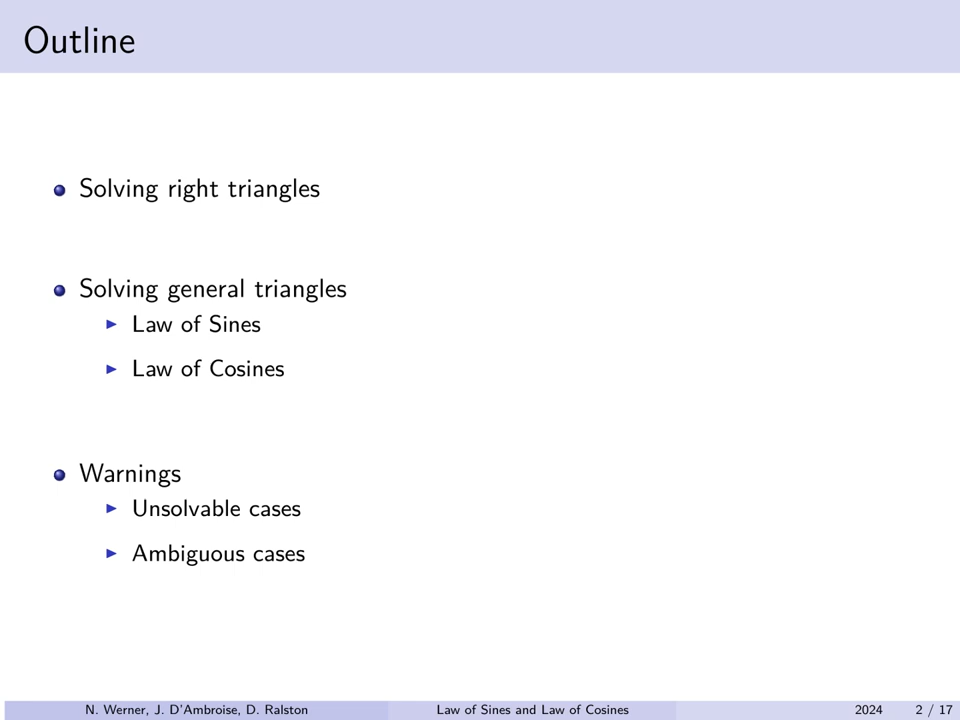 Outline
Solving right triangles
Solving general triangles
Law of Sines
Law of Cosines
Warnings
Unsolvable cases
Ambiguous cases
N. Werner, J. D'Ambroise, D. Ralston Law of Sines and Law of Cosines 2024 2 / 17